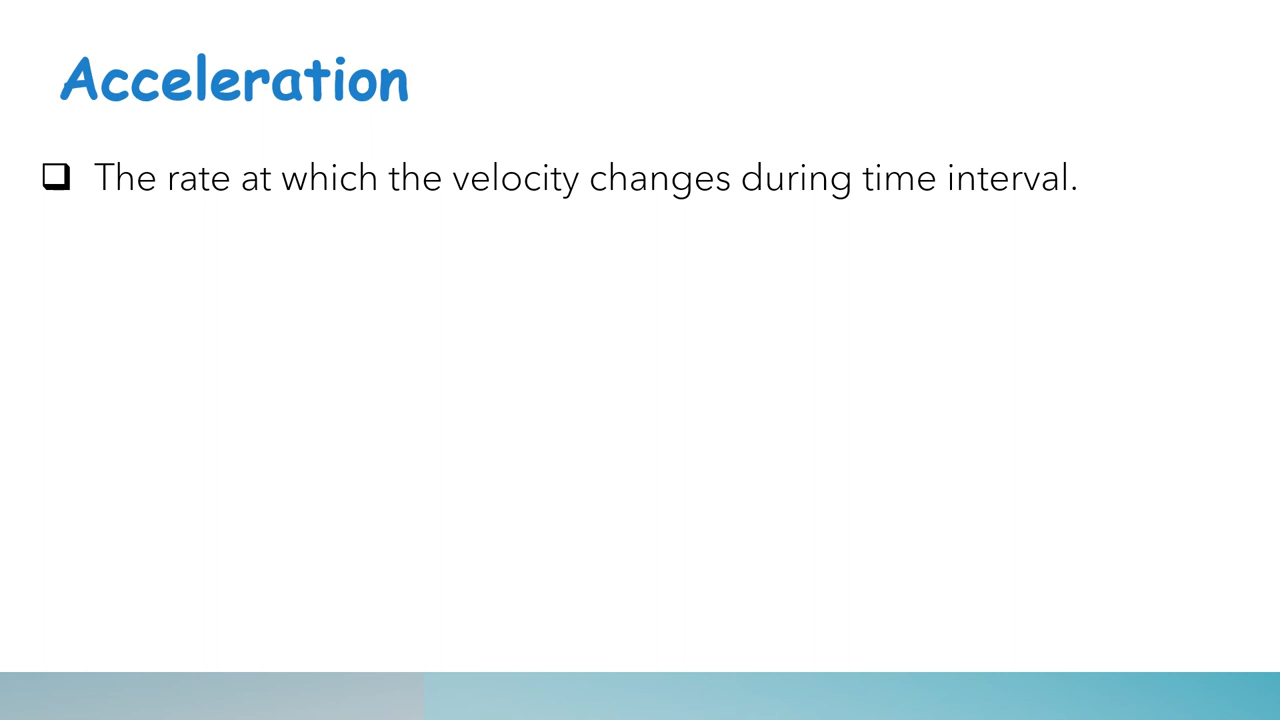 Acceleration
❑ The rate at which the velocity changes during time interval.